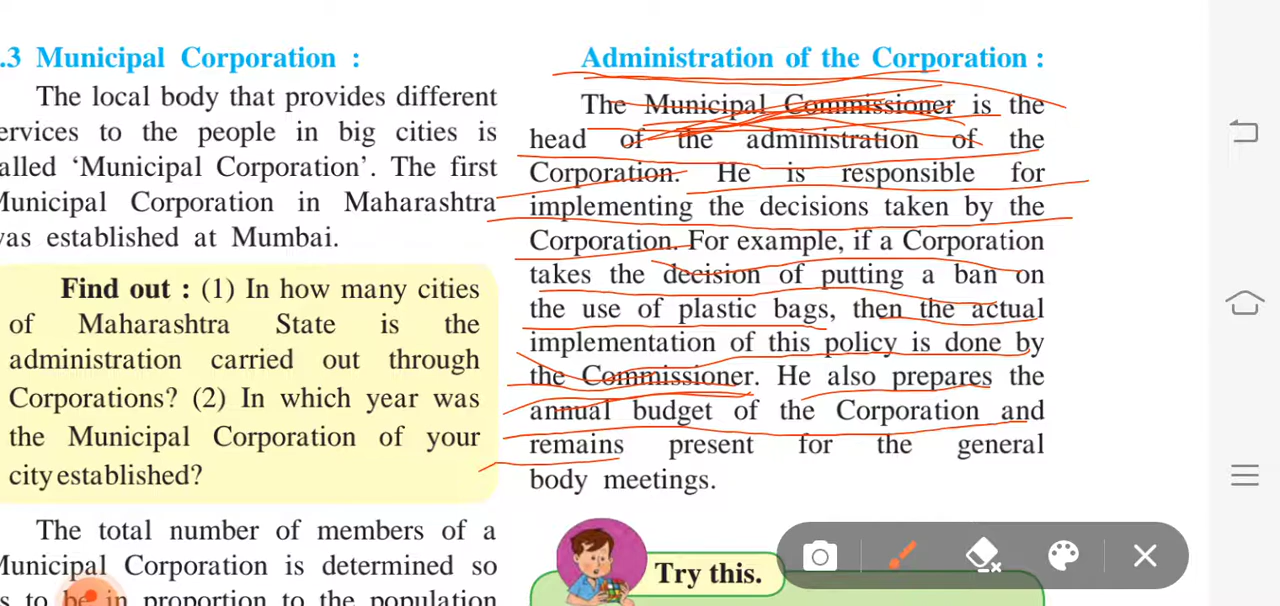 .3 Municipal Corporation :
The local body that provides different
ervices to the people in big cities is
alled ‘Municipal Corporation’. The first
Municipal Corporation in Maharashtra
was established at Mumbai.
Find out : (1) In how many cities
of Maharashtra State is the
administration carried out through
Corporations? (2) In which year was
the Municipal Corporation of your
city established?
The total number of members of a
Municipal Corporation is determined so
s to be in proportion to the population
Administration of the Corporation :
The Municipal Commissioner is the
head of the administration of the
Corporation. He is responsible for
implementing the decisions taken by the
Corporation. For example, if a Corporation
takes the decision of putting a ban on
the use of plastic bags, then the actual
implementation of this policy is done by
the Commissioner. He also prepares the
annual budget of the Corporation and
remains present for the general
body meetings.
Try this.